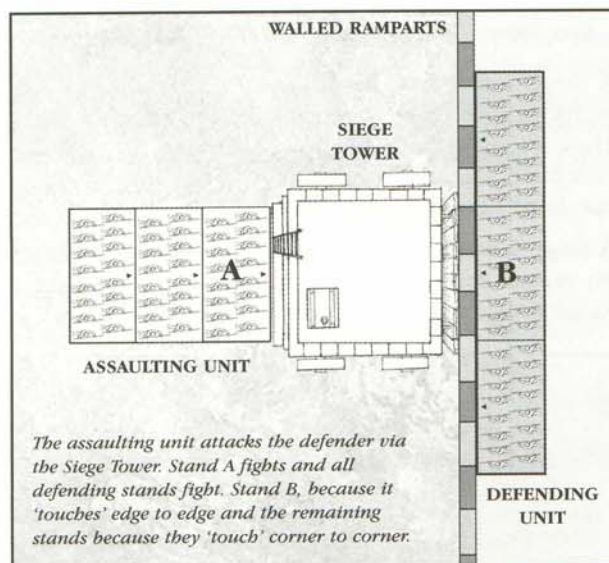 WALLED RAMPARTS
SIEGE
TOWER
A
B
ASSAULTING UNIT
The assaulting unit attacks the defender via
the Siege Tower. Stand A fights and all
defending stands fight. Stand B, because it
'touches' edge to edge and the remaining
stands because they 'touch' corner to corner.
DEFENDING
UNIT